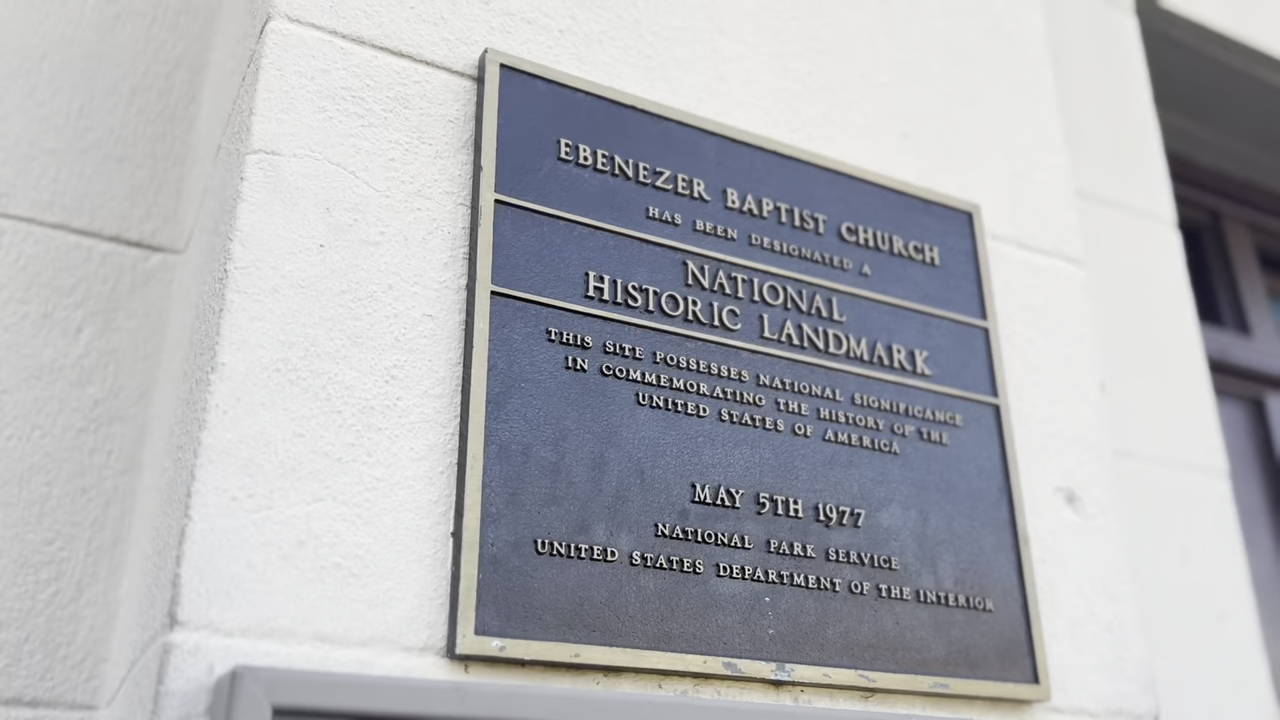 EBENEZER BAPTIST CHURCH
HAS BEEN DESIGNATED A
NATIONAL
HISTORIC LANDMARK
THIS SITE POSSESSES NATIONAL SIGNIFICANCE
IN COMMEMORATING THE HISTORY OF THE
UNITED STATES OF AMERICA
MAY 5TH 1977
NATIONAL PARK SERVICE
UNITED STATES DEPARTMENT OF THE INTERIOR